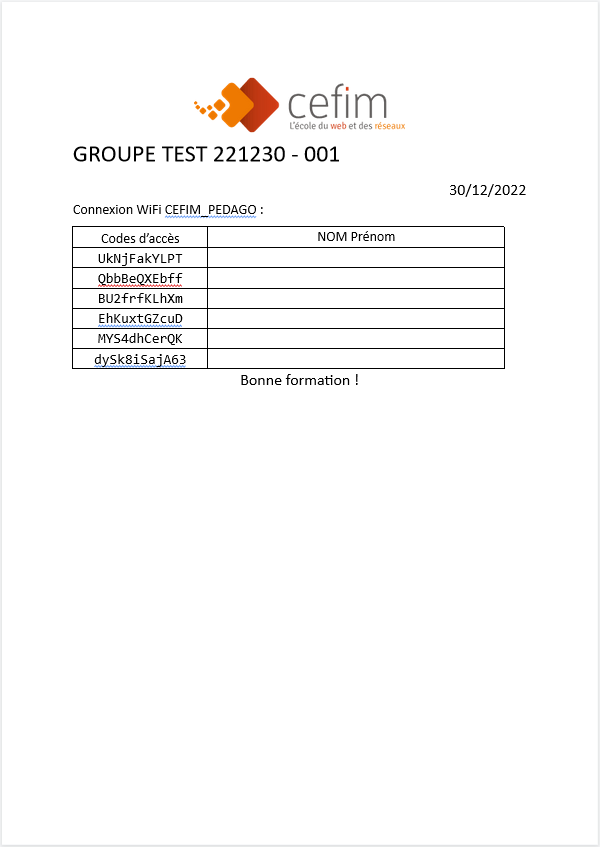 cefim
L'école du web et des réseaux
GROUPE TEST 221230 - 001
30/12/2022
Connexion WiFi CEFIM_PEDAGO :
Codes d'accès NOM Prénom
UkNjFakYLPT
QbbBeQXEbff
BU2frfKLhXm
EhKuxtGZcuD
MYS4dhCerQK
dySk8iSajA63
Bonne formation !